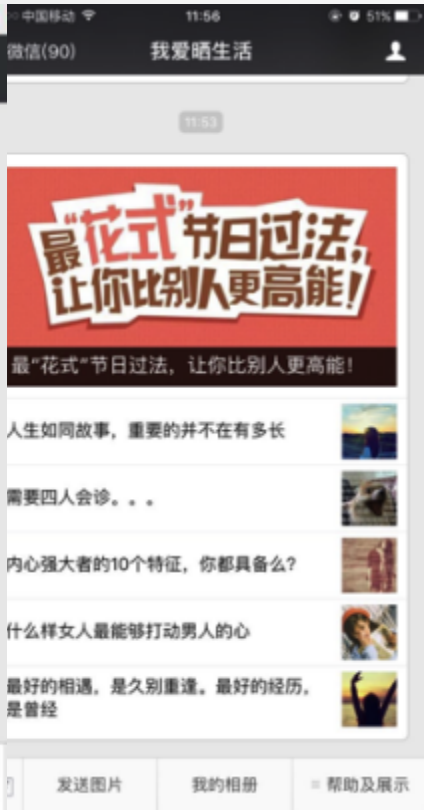 中国移动 11:56 51%
微信(90) 我爱晒生活
11:53
最“花式”节日过法,
让你比别人更高能!
最“花式”节日过法，让你比别人更高能!
人生如同故事，重要的并不在有多长
需要四人会诊。。。
内心强大者的10个特征，你都具备么?
什么样女人最能够打动男人的心
最好的相遇，是久别重逢。最好的经历，
是曾经
发送图片 我的相册 帮助及展示